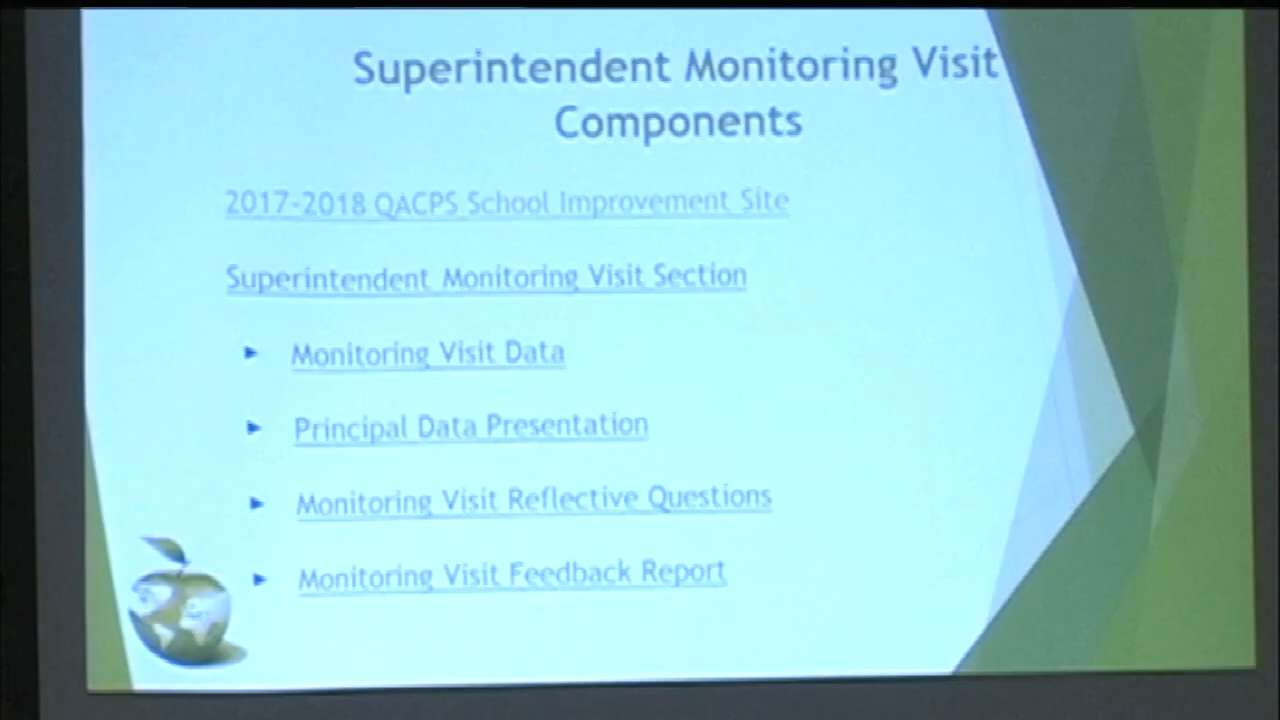 Superintendent Monitoring Visit
Components
2017-2018 QACPS School Improvement Site
Superintendent Monitoring Visit Section
Monitoring Visit Data
Principal Data Presentation
Monitoring Visit Reflective Questions
Monitoring Visit Feedback Report